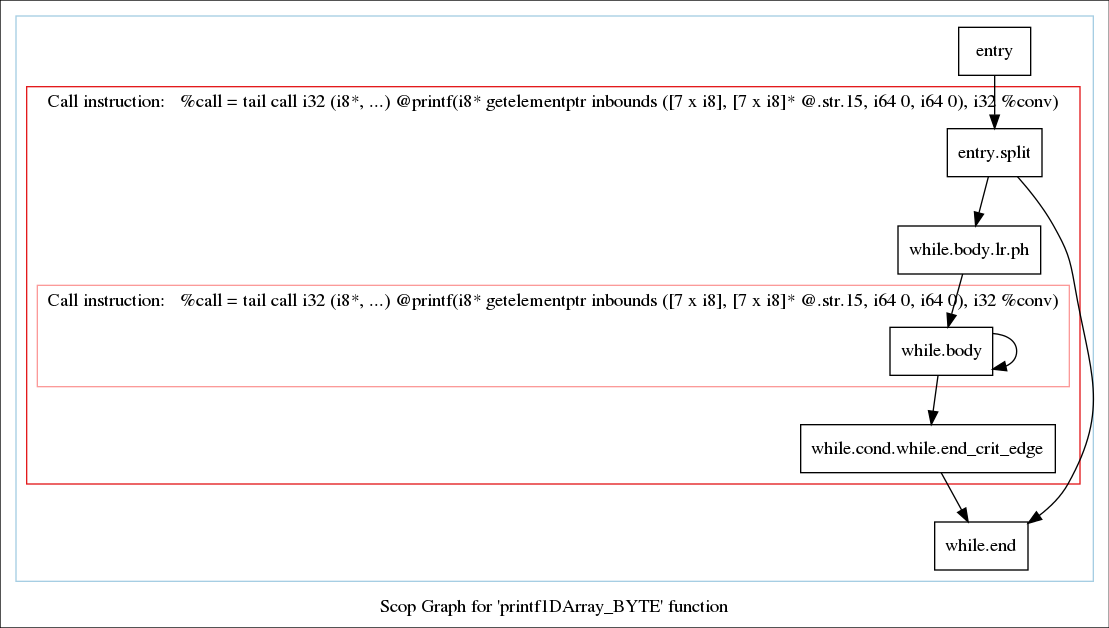 entry
Call instruction: %call = tail call i32 (i8*, ...) @printf(i8* getelementptr inbounds ([7 x i8], [7 x i8]* @.str.15, i64 0, i64 0), i32 %conv)
entry.split
while.body.lr.ph
Call instruction: %call = tail call i32 (i8*, ...) @printf(i8* getelementptr inbounds ([7 x i8], [7 x i8]* @.str.15, i64 0, i64 0), i32 %conv)
while.body
while.cond.while.end_crit_edge
while.end
Scop Graph for 'printf1DArray_BYTE' function